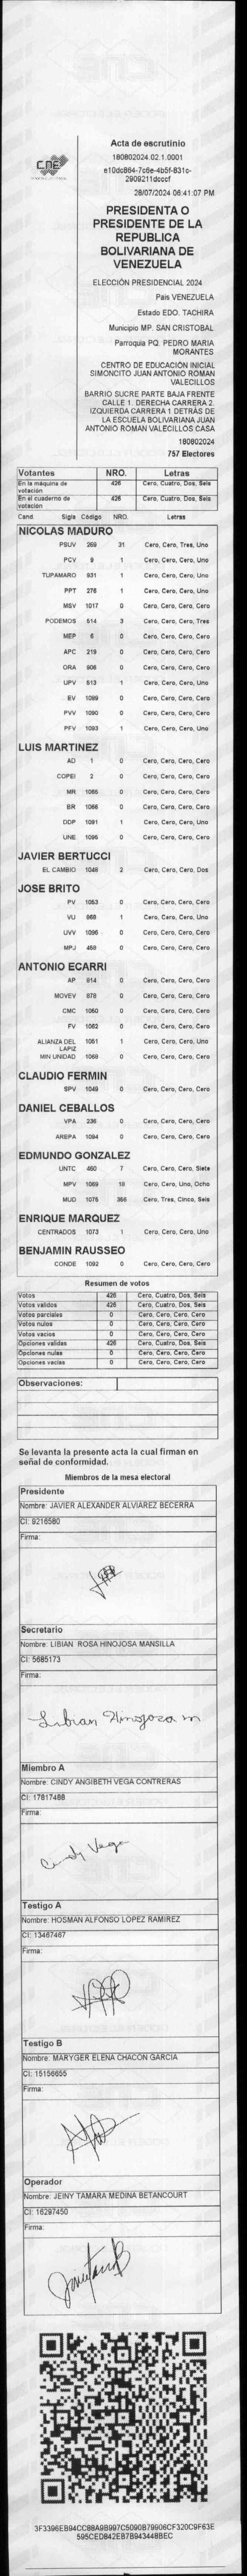 CNE
Acta de escrutinio
180802024.02.1.0001
2909211dcccf
28/07/2024 06:41:07 PM
PRESIDENTA O
PRESIDENTE DE LA
REPUBLICA
BOLIVARIANA DE
VENEZUELA
ELECCIÓN PRESIDENCIAL 2024
Pais VENEZUELA
Estado EDO. TACHIRA
Municipio MP. SAN CRISTOBAL
Parroquia PQ. PEDRO MARIA
MORANTES
CENTRO DE EDUCACIÓN INICIAL
SIMONCITO JUAN ANTONIO ROMAN
VALECILLOS
BARRIO SUCRE PARTE BAJA FRENTE
CALLE 1. DERECHA CARRERA 2.
IZQUIERDA CARRERA 1 DETRÁS DE
LA ESCUELA BOLIVARIANA JUAN
ANTONIO ROMAN VALECILLOS CASA
180802024
757 Electores
Votantes NRO. Letras
En la máquina de votación 426 Cero, Cuatro, Dos, Seis
En el cuaderno de votación 426 Cero, Cuatro, Dos, Seis
Cand. Sigla Código NRO. Letras
NICOLAS MADURO
PSUV 269 31 Cero, Cero, Tres, Uno
PCV 9 1 Cero, Cero, Cero, Uno
TUPAMARO 931 1 Cero, Cero, Cero, Uno
PPT 276 1 Cero, Cero, Cero, Uno
MSV 1017 0 Cero, Cero, Cero, Cero
PODEMOS 514 3 Cero, Cero, Cero, Tres
MEP 6 0 Cero, Cero, Cero, Cero
APC 219 0 Cero, Cero, Cero, Cero
ORA 906 0 Cero, Cero, Cero, Cero
UPV 513 1 Cero, Cero, Cero, Uno
EV 1089 0 Cero, Cero, Cero, Cero
PVV 1090 0 Cero, Cero, Cero, Cero
PFV 1093 1 Cero, Cero, Cero, Uno
LUIS MARTINEZ
AD 1 0 Cero, Cero, Cero, Cero
COPEI 2 0 Cero, Cero, Cero, Cero
MR 1065 0 Cero, Cero, Cero, Cero
BR 1066 0 Cero, Cero, Cero, Cero
DDP 1091 1 Cero, Cero, Cero, Uno
UNE 1095 0 Cero, Cero, Cero, Cero
JAVIER BERTUCCI
EL CAMBIO 1048 2 Cero, Cero, Cero, Dos
JOSE BRITO
PV 1053 0 Cero, Cero, Cero, Cero
VU 868 1 Cero, Cero, Cero, Uno
UVV 1096 0 Cero, Cero, Cero, Cero
MPJ 458 0 Cero, Cero, Cero, Cero
ANTONIO ECARRI
AP 814 0 Cero, Cero, Cero, Cero
MOVEV 878 0 Cero, Cero, Cero, Cero
CMC 1050 0 Cero, Cero, Cero, Cero
FV 1062 0 Cero, Cero, Cero, Cero
ALIANZA DEL LAPIZ 1051 1 Cero, Cero, Cero, Uno
MIN UNIDAD 1068 0 Cero, Cero, Cero, Cero
CLAUDIO FERMIN
SPV 1049 0 Cero, Cero, Cero, Cero
DANIEL CEBALLOS
VPA 236 0 Cero, Cero, Cero, Cero
AREPA 1094 0 Cero, Cero, Cero, Cero
EDMUNDO GONZALEZ
UNTC 460 7 Cero, Cero, Cero, Siete
MPV 1069 18 Cero, Cero, Uno, Ocho
MUD 1075 356 Cero, Tres, Cinco, Seis
ENRIQUE MARQUEZ
CENTRADOS 1073 1 Cero, Cero, Cero, Uno
BENJAMIN RAUSSEO
CONDE 1092 0 Cero, Cero, Cero, Cero
Resumen de votos
Votos 426 Cero, Cuatro, Dos, Seis
Votos validos 426 Cero, Cuatro, Dos, Seis
Votos parciales 0 Cero, Cero, Cero, Cero
Votos nulos 0 Cero, Cero, Cero, Cero
Votos vacios 0 Cero, Cero, Cero, Cero
Opciones validas 426 Cero, Cuatro, Dos, Seis
Opciones nulas 0 Cero, Cero, Cero, Cero
Opciones vacias 0 Cero, Cero, Cero, Cero
Observaciones:
Se levanta la presente acta la cual firman en
señal de conformidad.
Miembros de la mesa electoral
Presidente
Nombre: JAVIER ALEXANDER ALVIAREZ BECERRA
CI: 9216580
Firma:
Secretario
Nombre: LIBIAN ROSA HINOJOSA MANSILLA
CI: 5685173
Firma:
Libian Hinojosa m
Miembro A
Nombre: CINDY ANGIBETH VEGA CONTRERAS
CI: 17817488
Firma:
Cindy Vega
Testigo A
Nombre: HOSMAN ALFONSO LOPEZ RAMIREZ
CI: 13467467
Firma:
Testigo B
Nombre: MARYGER ELENA CHACON GARCIA
CI: 15156655
Firma:
Operador
Nombre: JEINY TAMARA MEDINA BETANCOURT
CI: 16297450
Firma:
3F3396EB94CC88A9B997C5090B79906CF320C9F63E
595CED842EB7B943448BEC